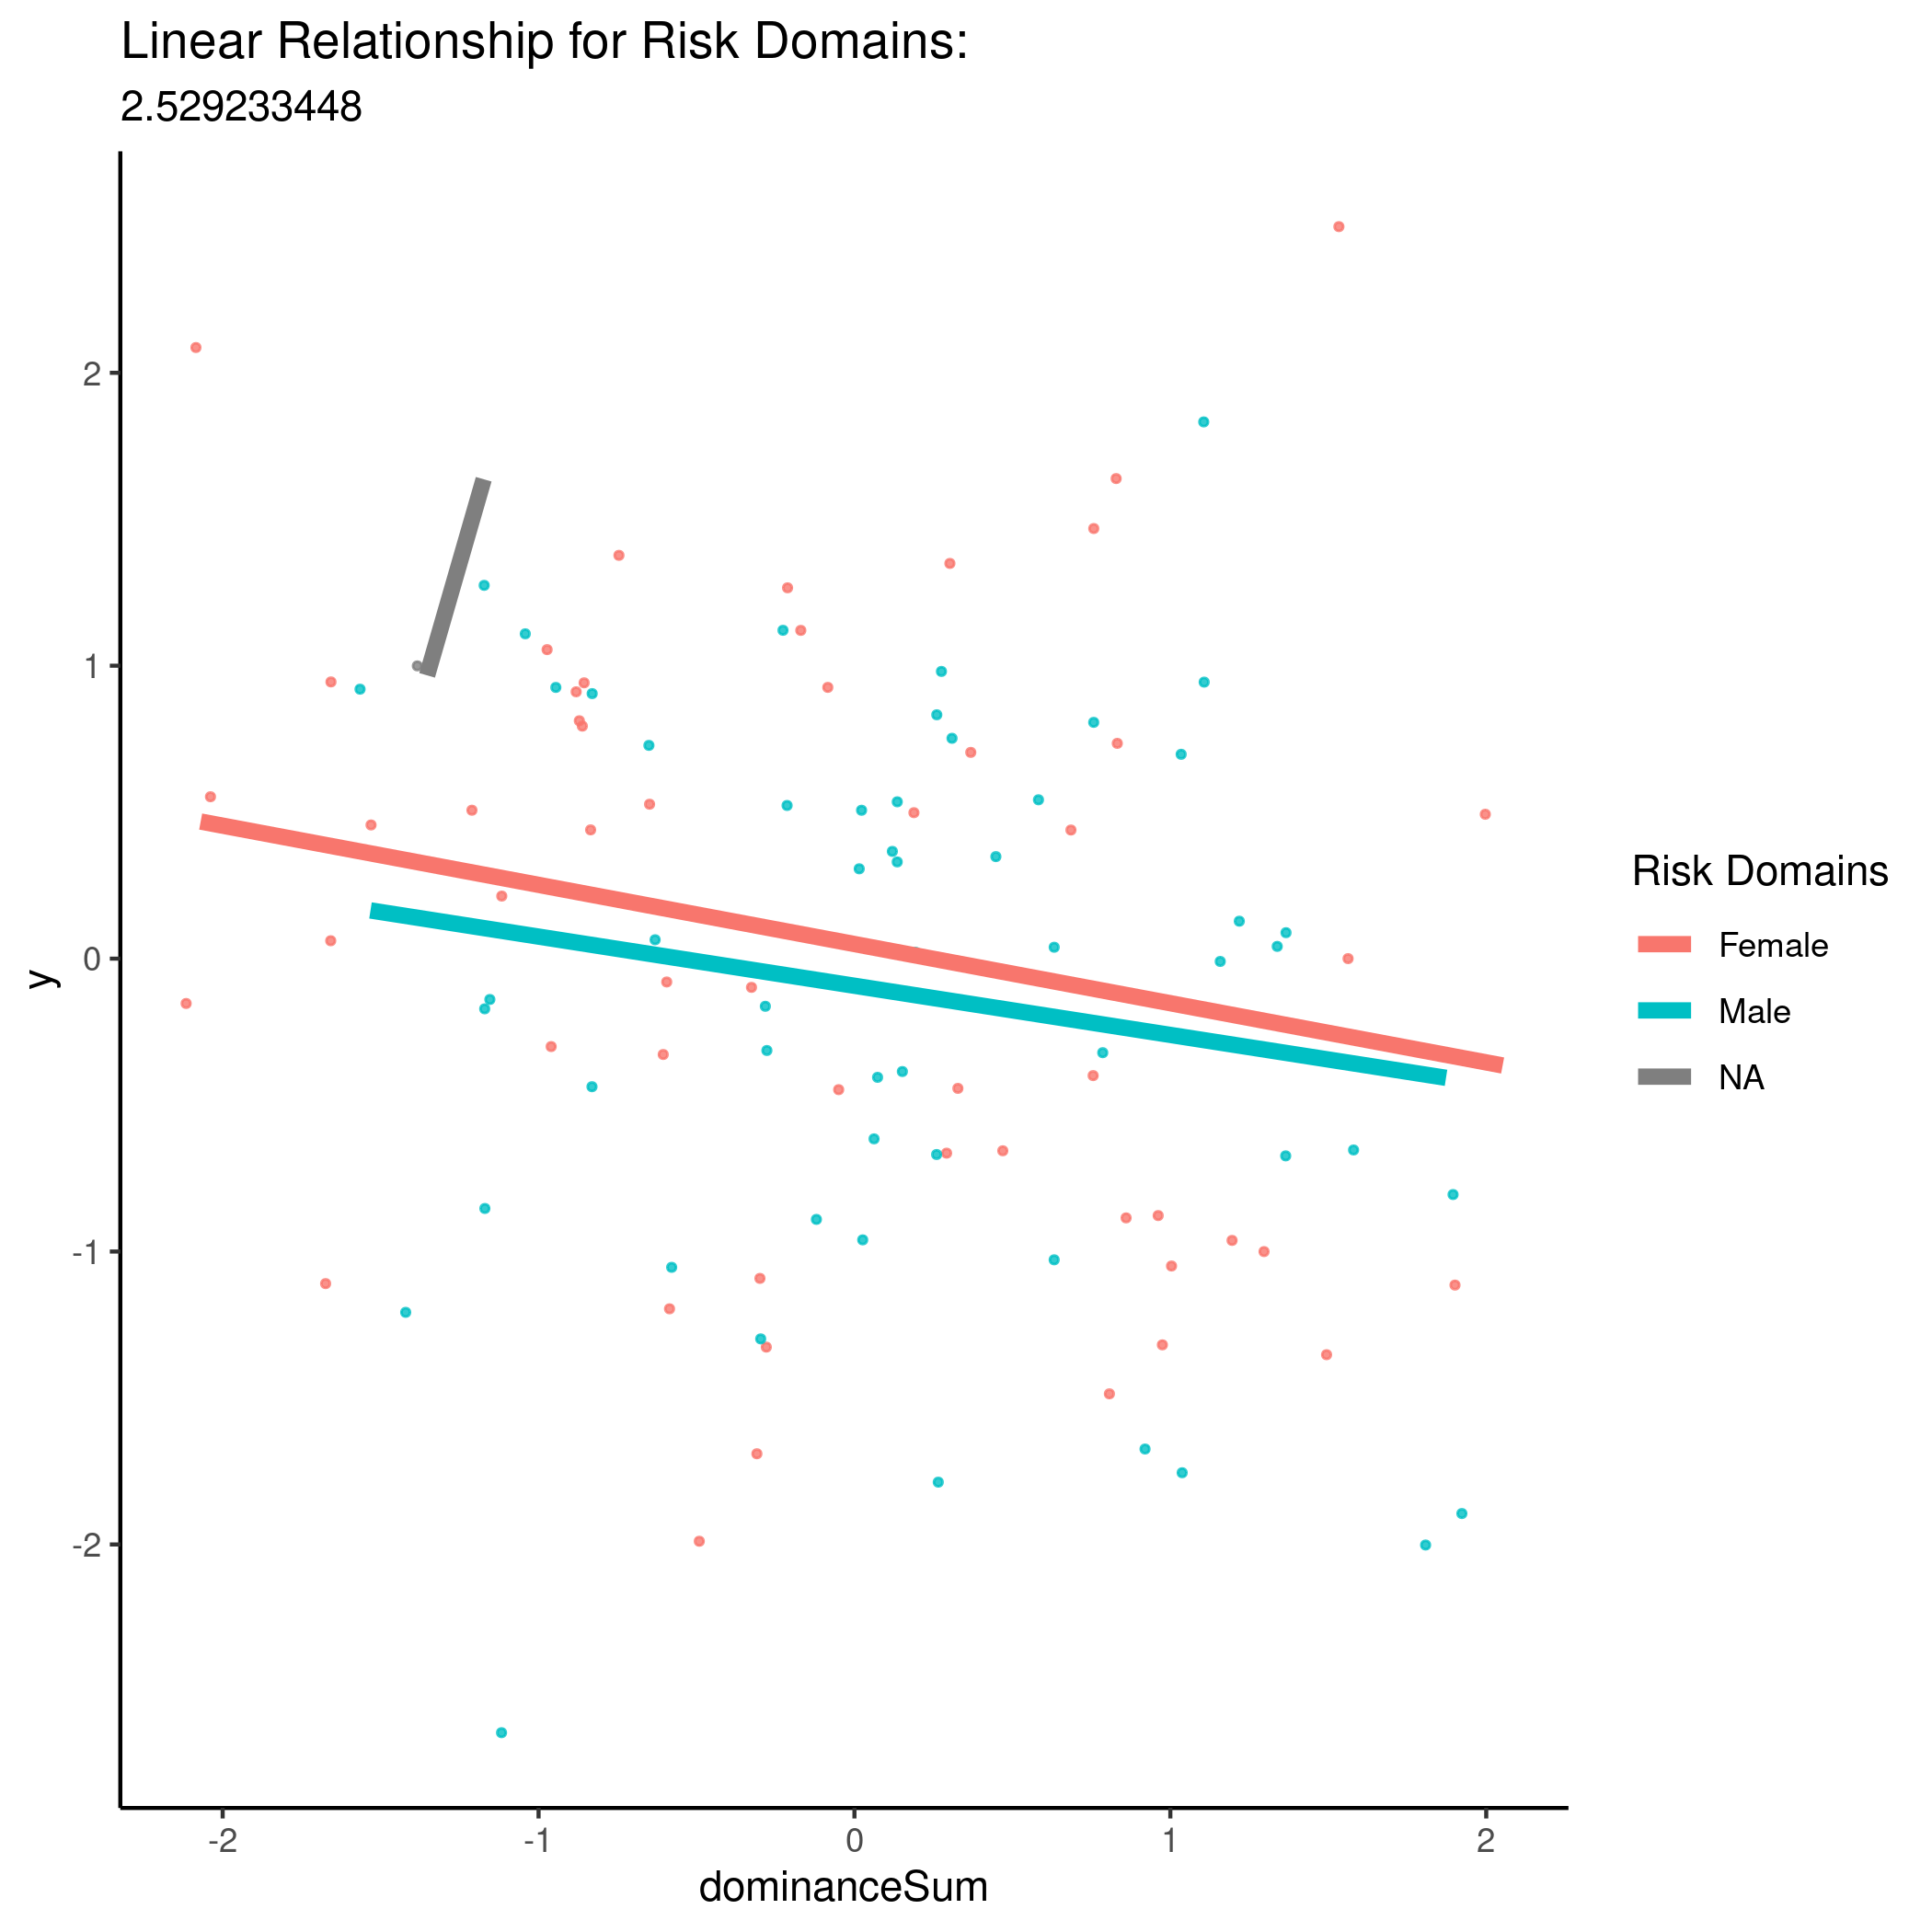 Linear Relationship for Risk Domains:
2.529233448
y
2
1
0
-1
-2
-2 -1 0 1 2
dominanceSum
Risk Domains
Female
Male
NA